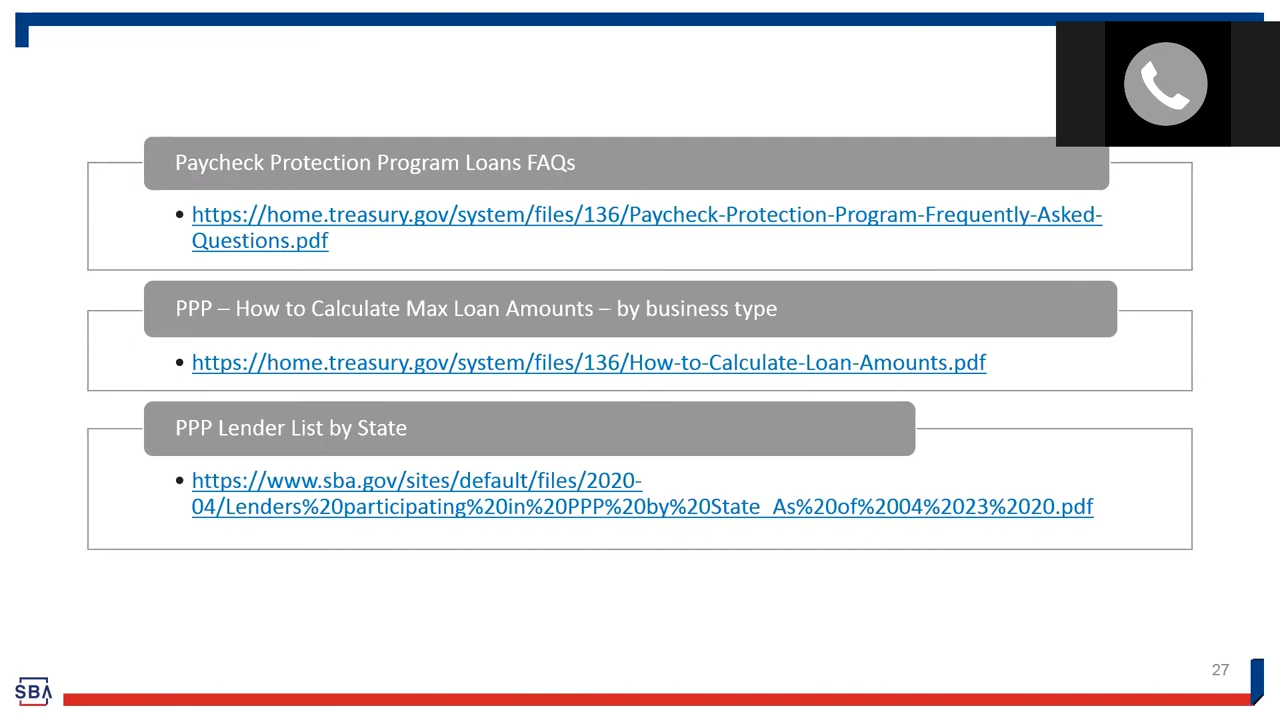 Paycheck Protection Program Loans FAQs
• https://home.treasury.gov/system/files/136/Paycheck-Protection-Program-Frequently-Asked-
Questions.pdf
PPP – How to Calculate Max Loan Amounts – by business type
• https://home.treasury.gov/system/files/136/How-to-Calculate-Loan-Amounts.pdf
PPP Lender List by State
• https://www.sba.gov/sites/default/files/2020-
04/Lenders%20participating%20in%20PPP%20by%20State_As%20of%2004%2023%2020.pdf
27
SBA